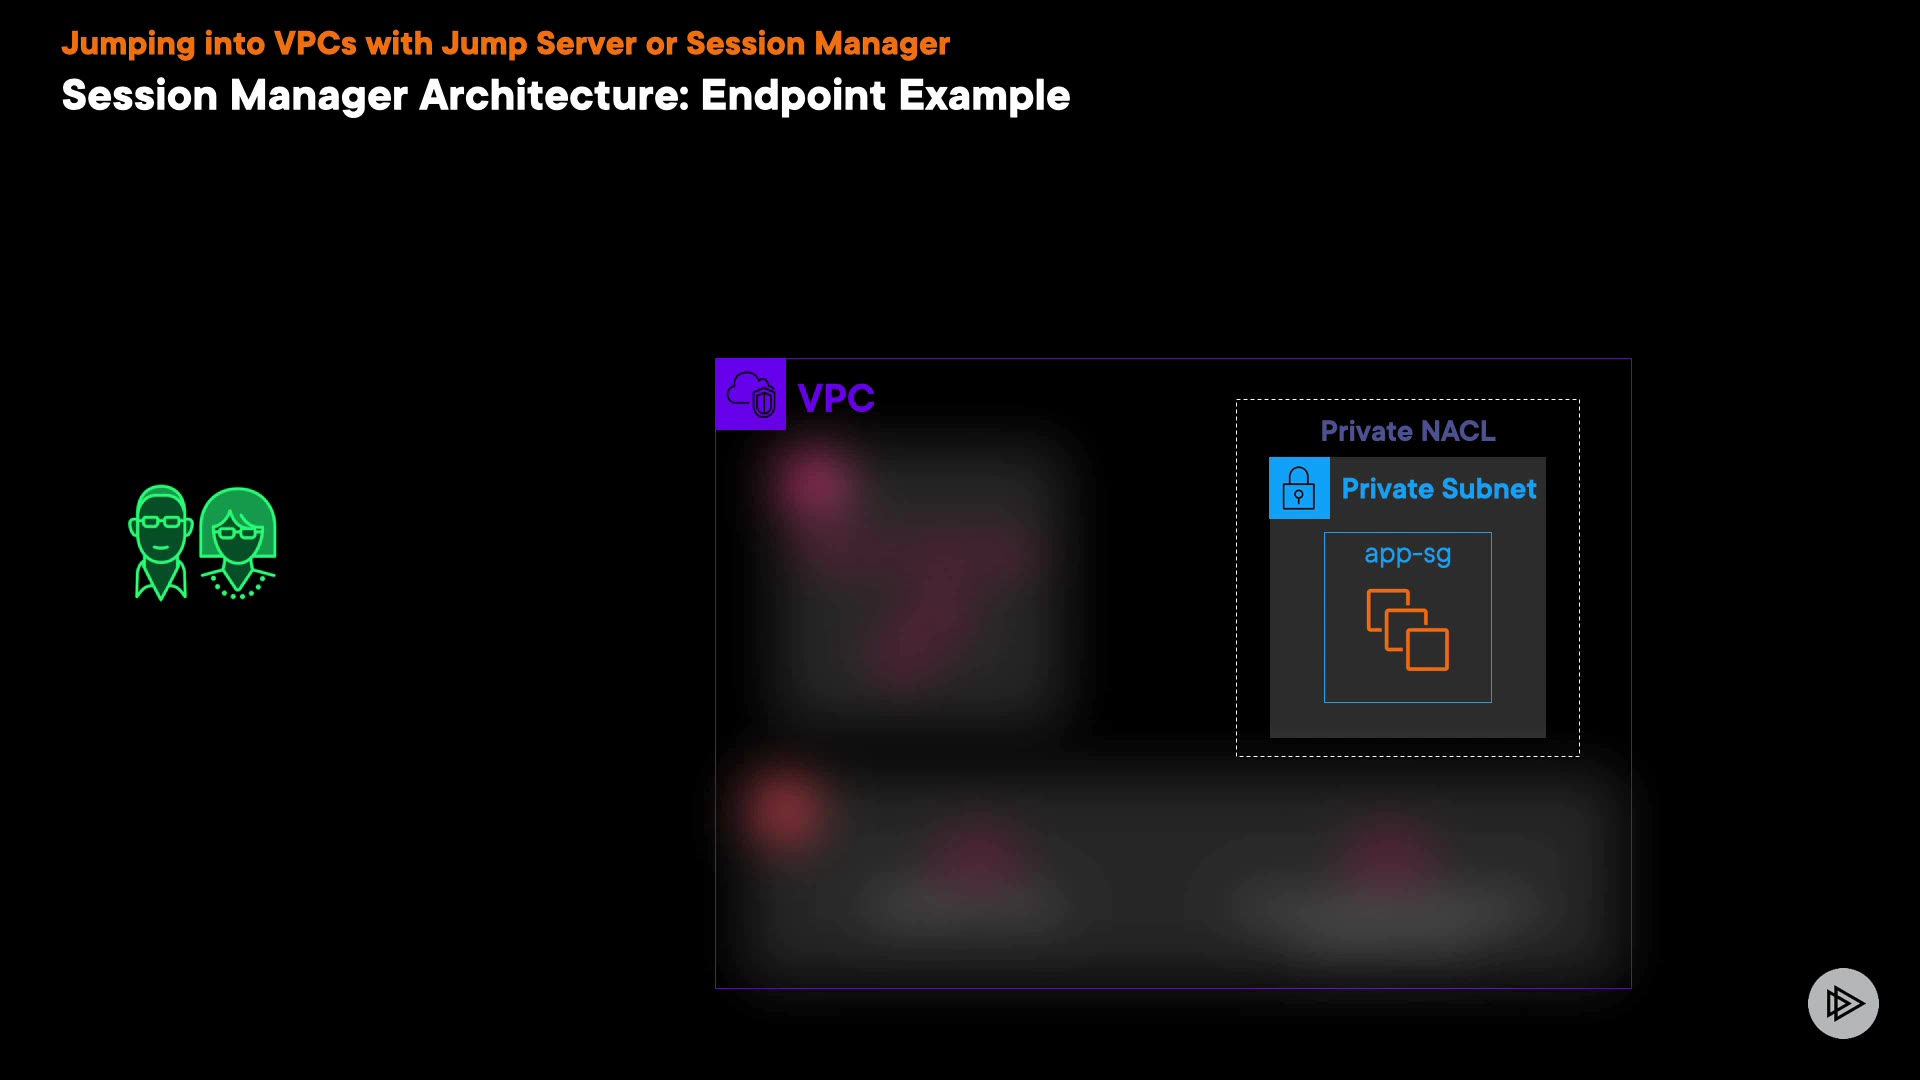 Jumping into VPCs with Jump Server or Session Manager
Session Manager Architecture: Endpoint Example
VPC
Private NACL
Private Subnet
app-sg